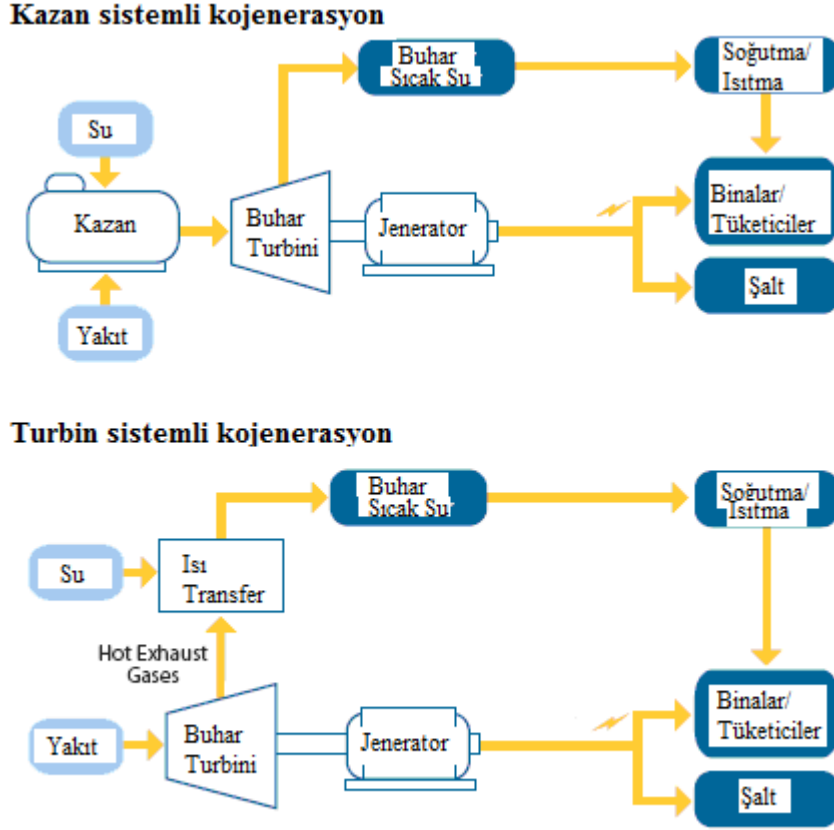 Kazan sistemli kojenerasyon
Buhar
Sıcak Su
Soğutma/
Isıtma
Su
Kazan
Buhar
Turbini
Jenerator
Binalar/
Tüketiciler
Şalt
Yakıt
Turbin sistemli kojenerasyon
Buhar
Sıcak Su
Soğutma/
Isıtma
Su
Isı
Transfer
Hot Exhaust
Gases
Yakıt
Buhar
Turbini
Jenerator
Binalar/
Tüketiciler
Şalt